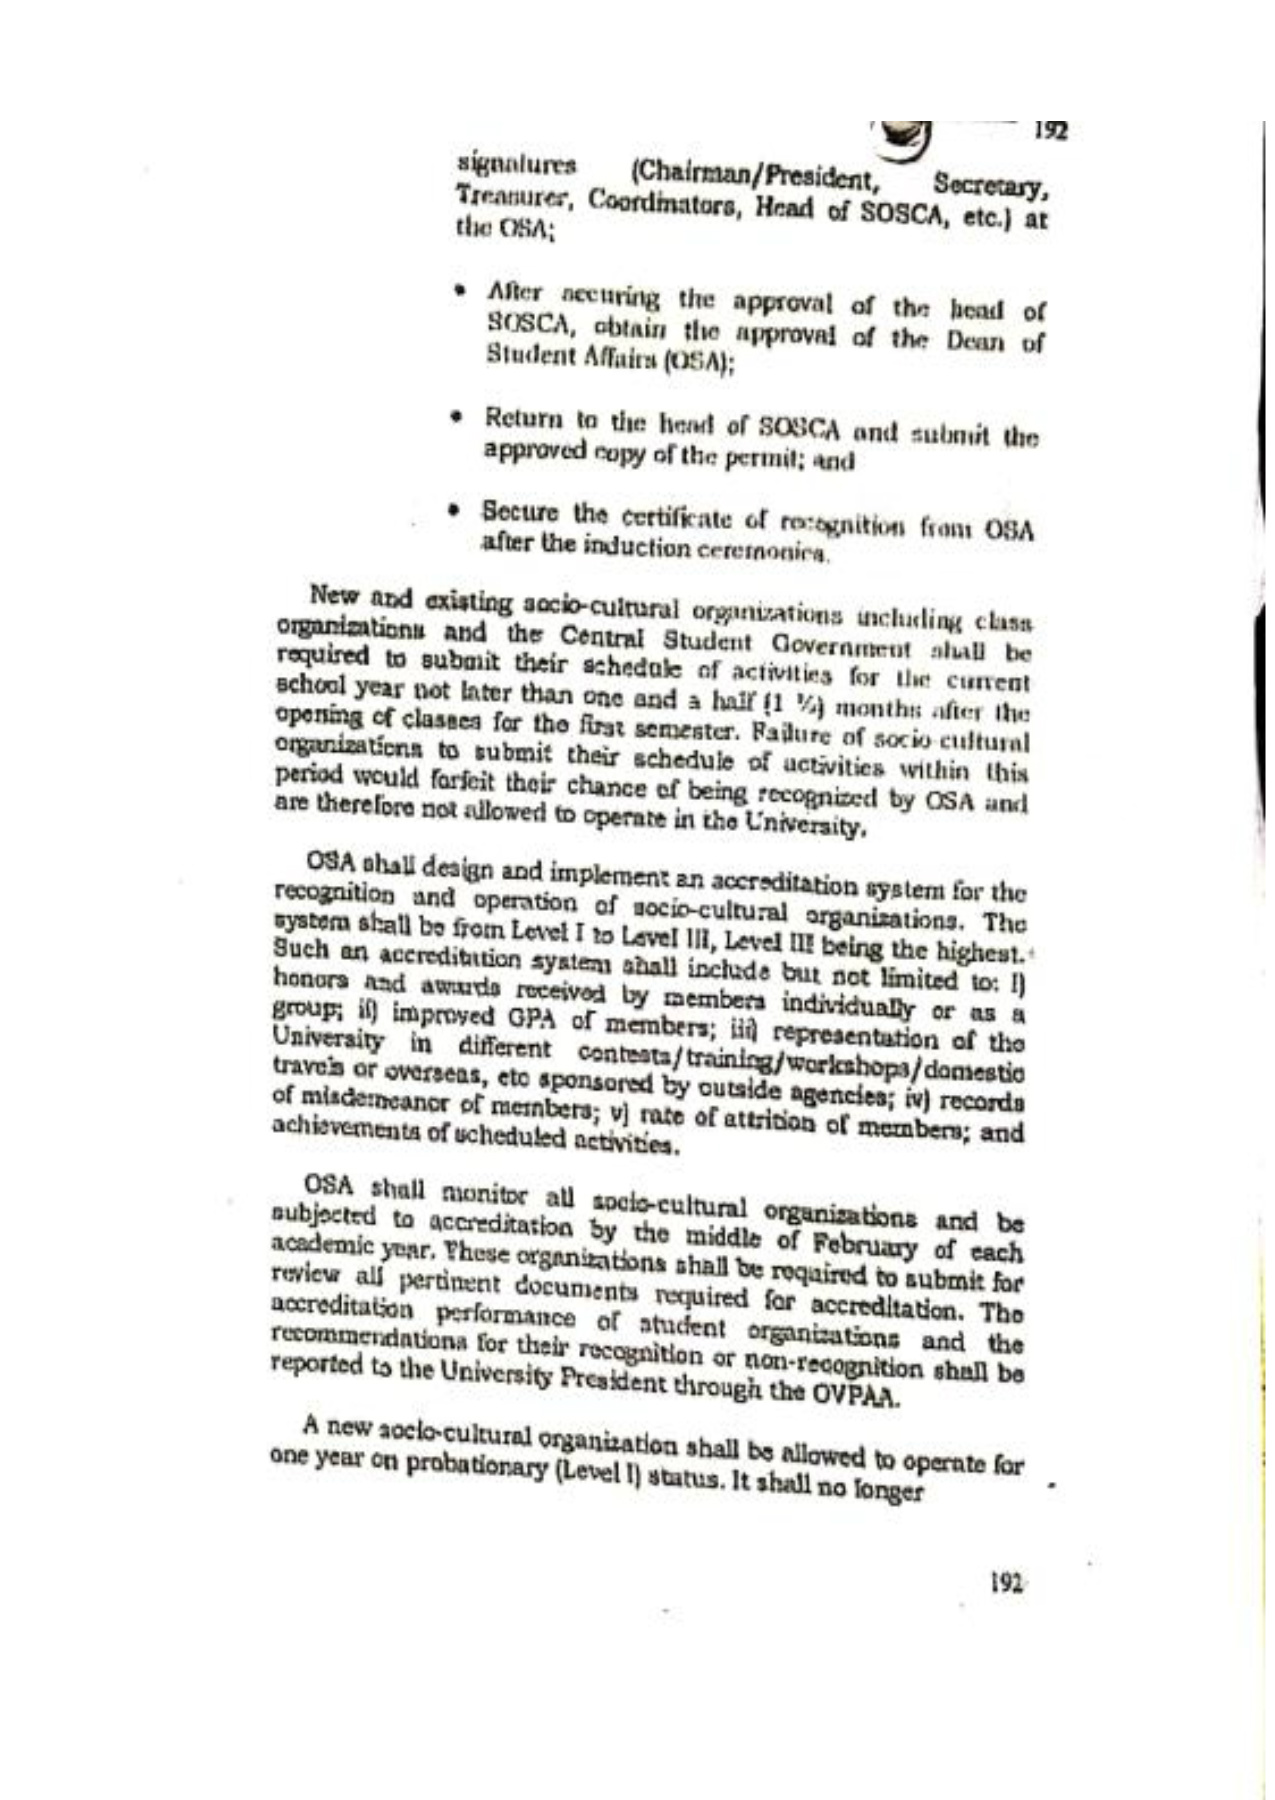 192
signatures (Chairman/President, Secretary,
Treasurer, Coordinators, Head of SOSCA, etc.) at
the OSA;
• After securing the approval of the head of
SOSCA, obtain the approval of the Dean of
Student Affairs (OSA);
• Return to the head of SOSCA and submit the
approved copy of the permit; and
• Secure the certificate of recognition from OSA
after the induction ceremonies.
New and existing socio-cultural organizations including class
organizations and the Central Student Government shall be
required to submit their schedule of activities for the current
school year not later than one and a half (1 ½) months after the
opening of classes for the first semester. Failure of socio cultural
organizations to submit their schedule of activities within this
period would forfeit their chance of being recognized by OSA and
are therefore not allowed to operate in the University.
OSA shall design and implement an accreditation system for the
recognition and operation of socio-cultural organizations. The
system shall be from Level I to Level III, Level III being the highest.
Such an accreditation system shall include but not limited to: i)
honors and awards received by members individually or as a
group; ii) improved GPA of members; iii) representation of the
University in different contests/training/workshops/domestic
travels or overseas, etc sponsored by outside agencies; iv) records
of misdemeanor of members; v) rate of attrition of members; and
achievements of scheduled activities.
OSA shall monitor all socio-cultural organizations and be
subjected to accreditation by the middle of February of each
academic year. These organizations shall be required to submit for
review all pertinent documents required for accreditation. The
accreditation performance of student organizations and the
recommendations for their recognition or non-recognition shall be
reported to the University President through the OVPAA.
A new socio-cultural organization shall be allowed to operate for
one year on probationary (Level I) status. It shall no longer
192